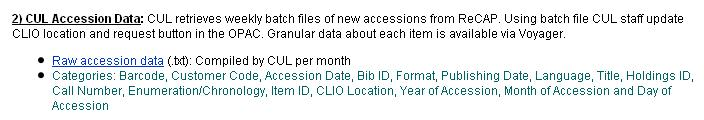 2) CUL Accession Data: CUL retrieves weekly batch files of new accessions from ReCAP. Using batch file CUL staff update
CLIO location and request button in the OPAC. Granular data about each item is available via Voyager.
• Raw accession data (.txt): Compiled by CUL per month
• Categories: Barcode, Customer Code, Accession Date, Bib ID, Format, Publishing Date, Language, Title, Holdings ID,
Call Number, Enumeration/Chronology, Item ID, CLIO Location, Year of Accession, Month of Accession and Day of
Accession